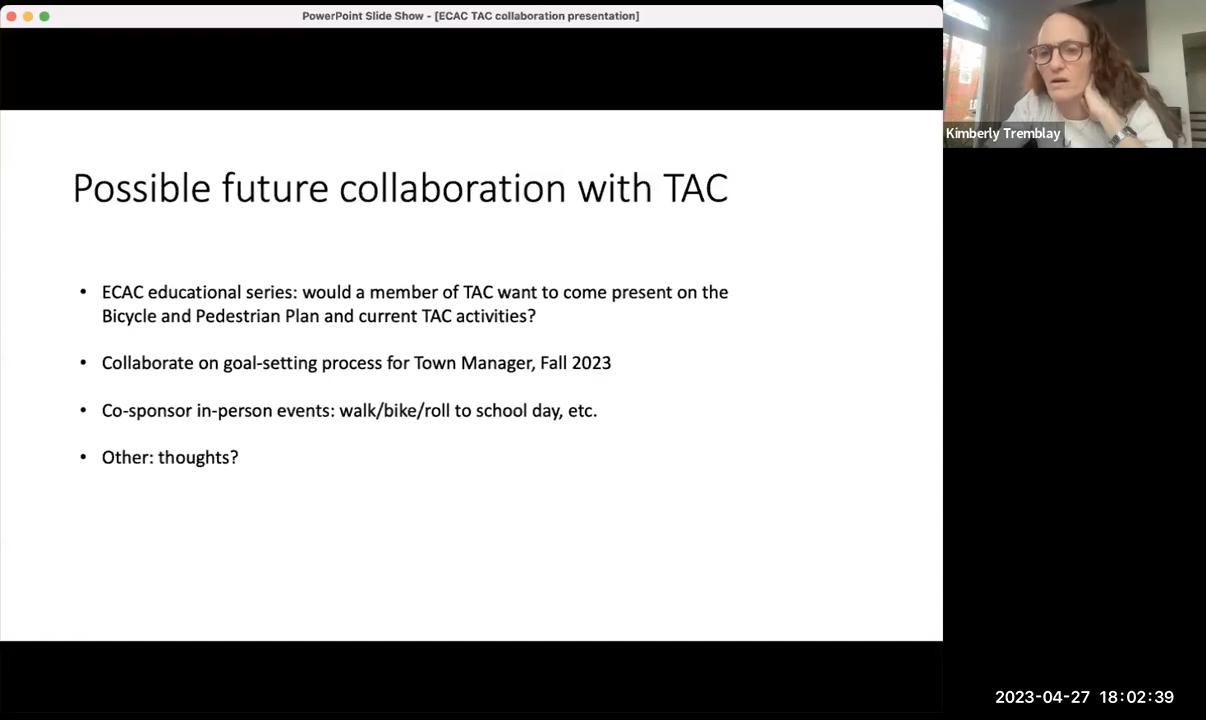 PowerPoint Slide Show - [ECAC TAC collaboration presentation]
Kimberly Tremblay
Possible future collaboration with TAC
• ECAC educational series: would a member of TAC want to come present on the
Bicycle and Pedestrian Plan and current TAC activities?
• Collaborate on goal-setting process for Town Manager, Fall 2023
• Co-sponsor in-person events: walk/bike/roll to school day, etc.
• Other: thoughts?
2023-04-27 18:02:39